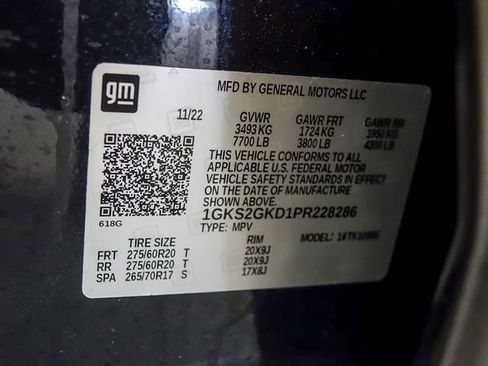 gm
MFD BY GENERAL MOTORS LLC
11/22 GVWR GAWR FRT GAWR RR
3493 KG 1724 KG 1950 KG
7700 LB 3800 LB 4300 LB
THIS VEHICLE CONFORMS TO ALL
APPLICABLE U.S. FEDERAL MOTOR
VEHICLE SAFETY STANDARDS IN EFFECT
ON THE DATE OF MANUFACTURE
SHOWN ABOVE.
1GKS2GKD1PR228286
618G
TYPE: MPV MODEL:
TIRE SIZE RIM
FRT 275/60R20 T 20X9J
RR 275/60R20 T 20X9J
SPA 265/70R17 S 17X8J